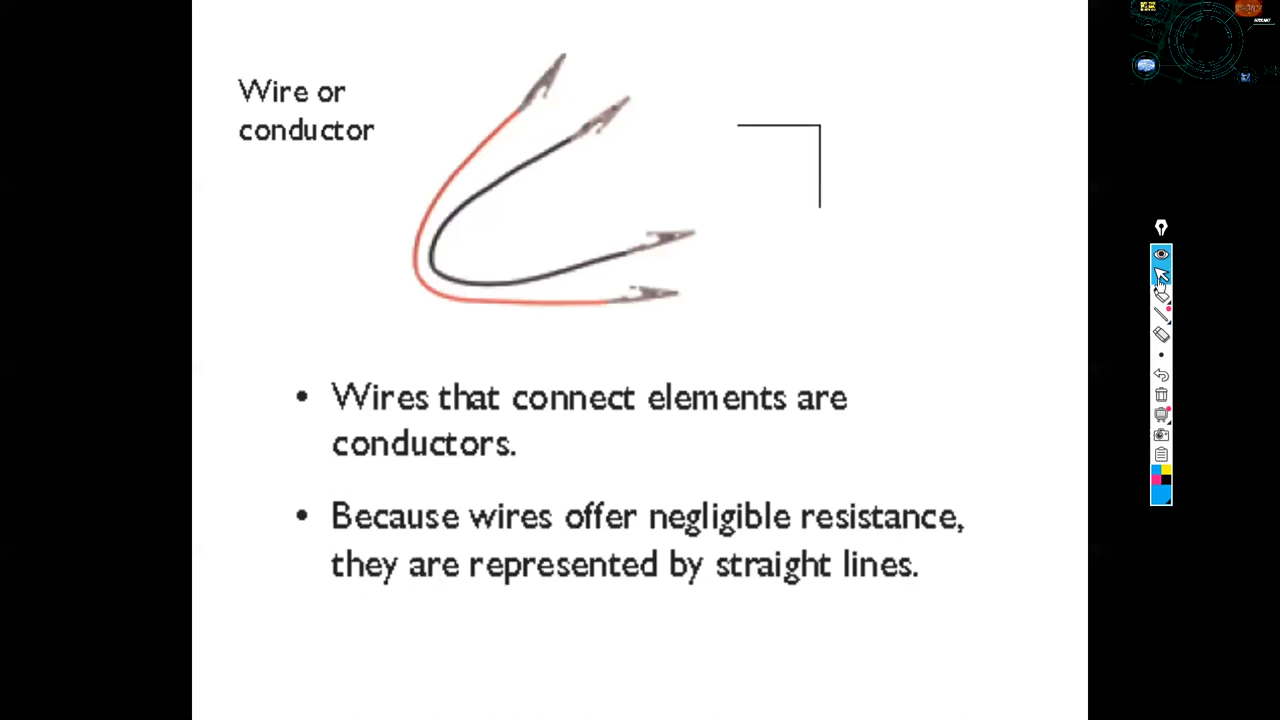 Wire or
conductor
• Wires that connect elements are
conductors.
• Because wires offer negligible resistance,
they are represented by straight lines.